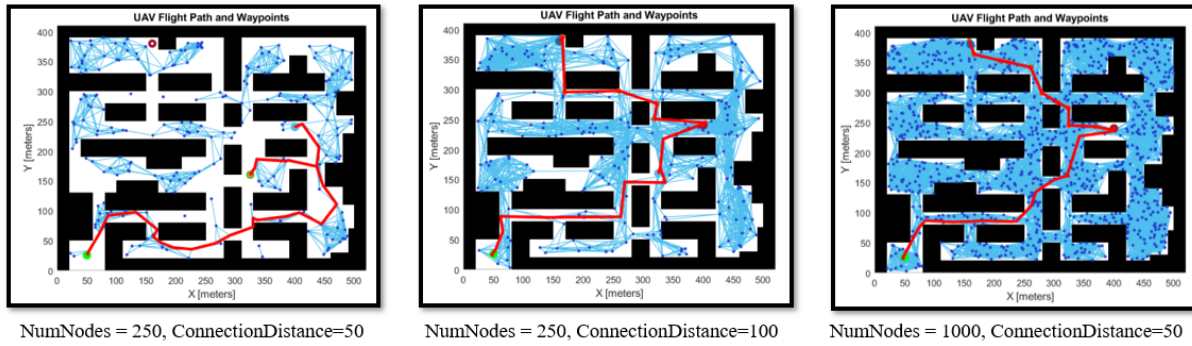 UAV Flight Path and Waypoints
400
350
300
250
200
150
100
50
0
Y [meters]
0 50 100 150 200 250 300 350 400 450 500
X [meters]
NumNodes = 250, ConnectionDistance=50
UAV Flight Path and Waypoints
400
350
300
250
200
150
100
50
0
Y [meters]
0 50 100 150 200 250 300 350 400 450 500
X [meters]
NumNodes = 250, ConnectionDistance=100
UAV Flight Path and Waypoints
400
350
300
250
200
150
100
50
0
Y [meters]
0 50 100 150 200 250 300 350 400 450 500
X [meters]
NumNodes = 1000, ConnectionDistance=50